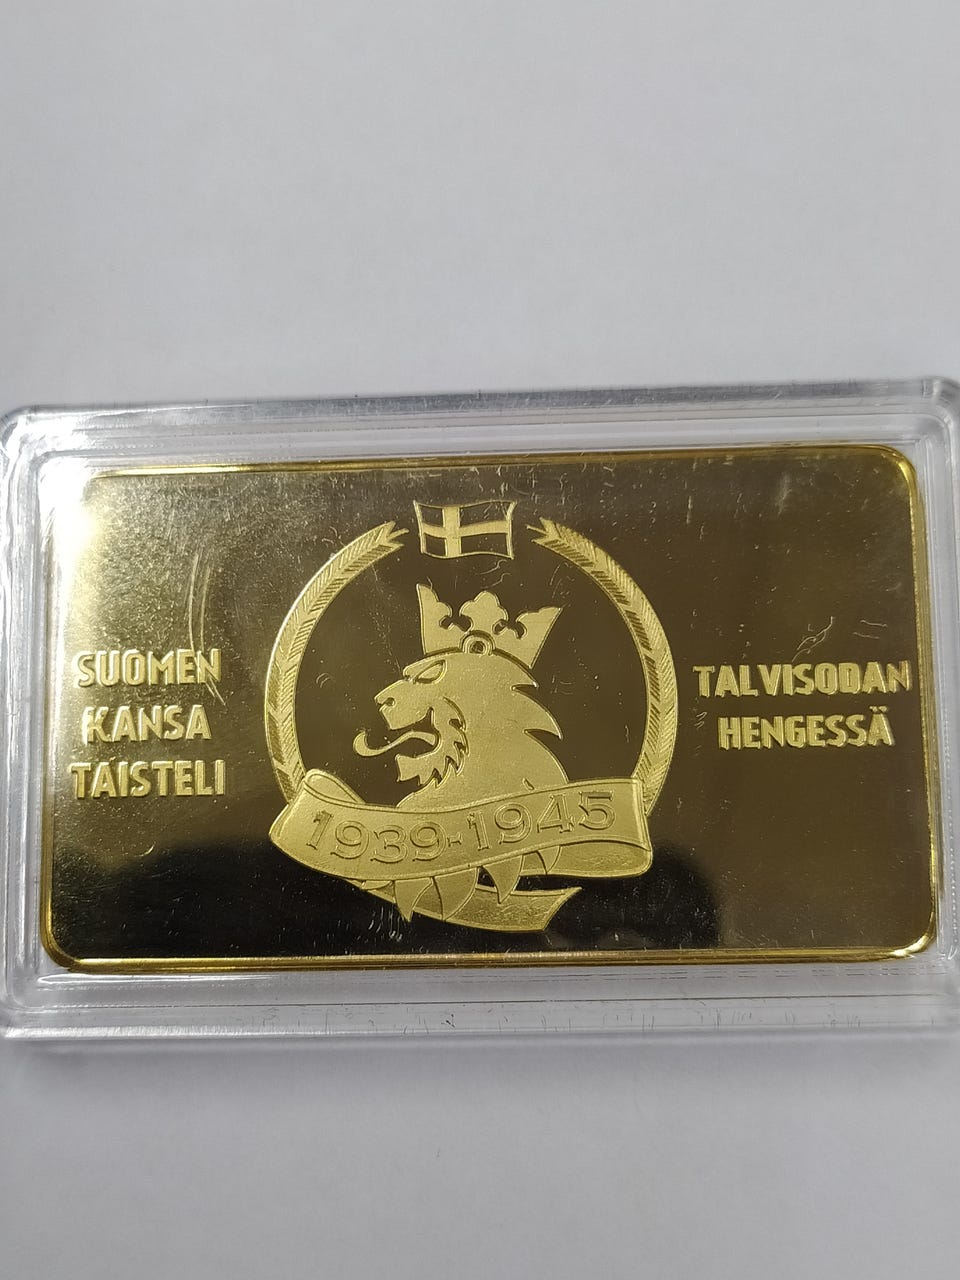 SUOMEN
KANSA
TAISTELI
1939-1945
TALVISODAN
HENGESSÄ